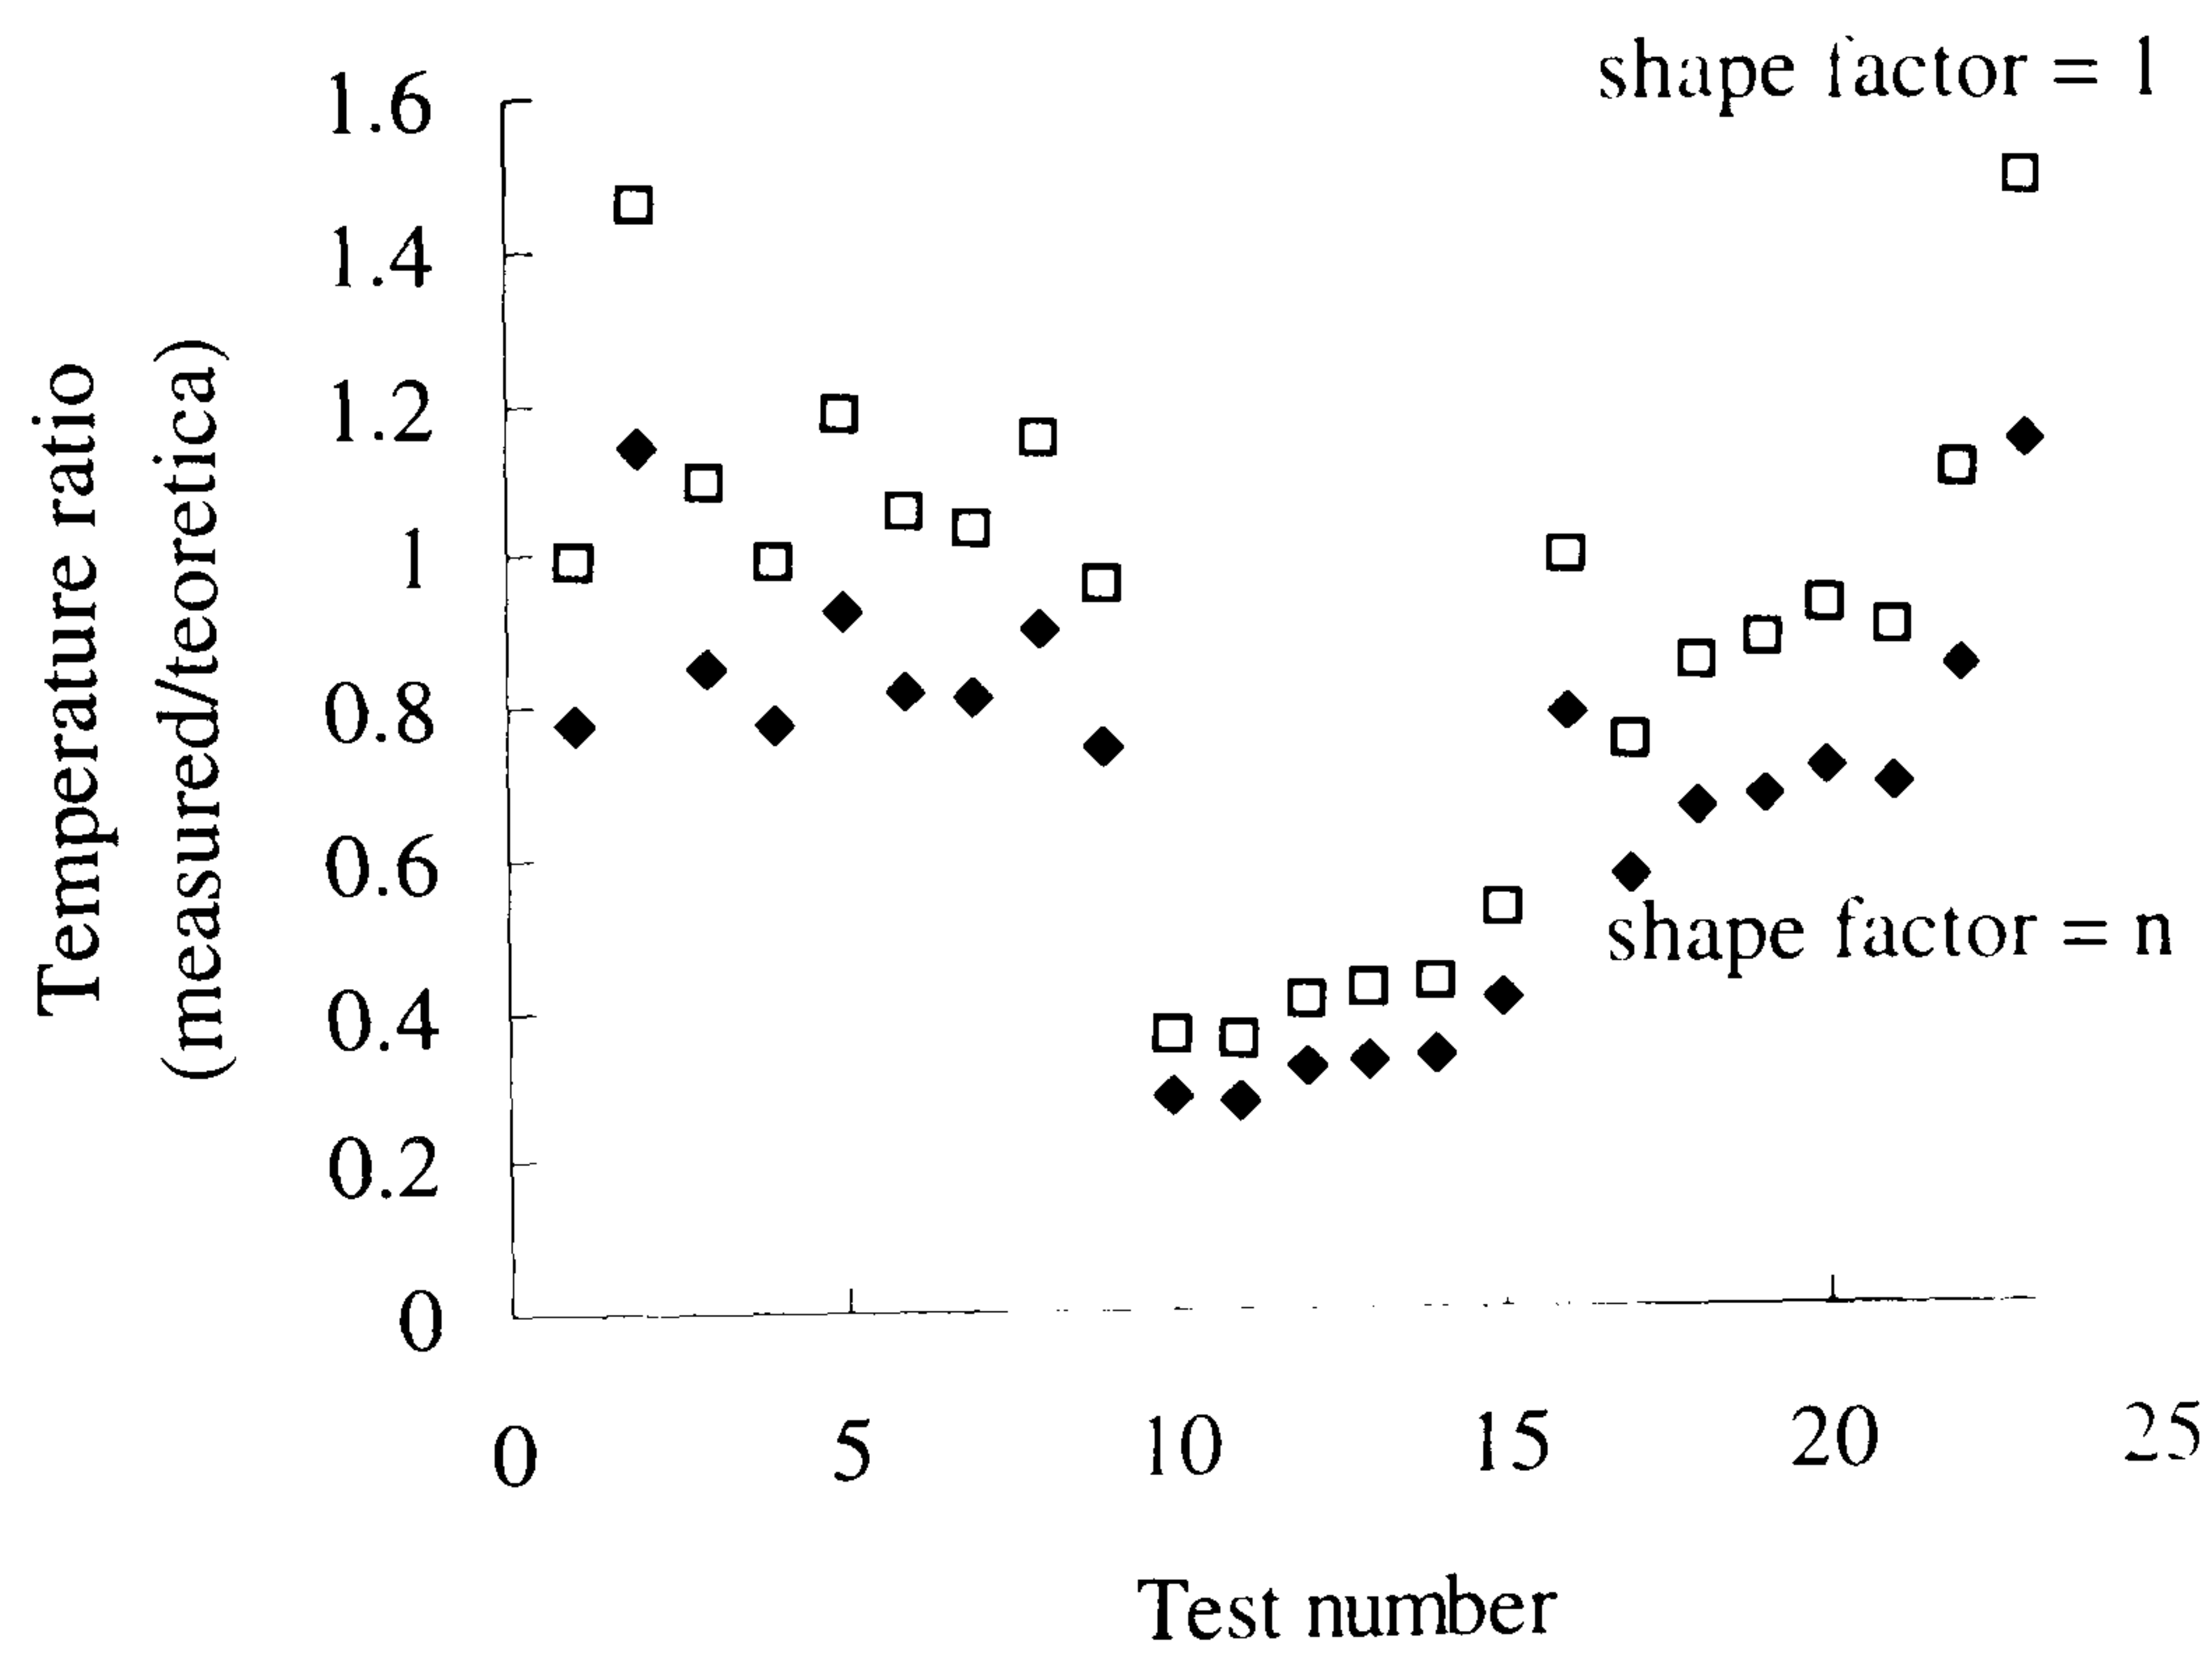 shape factor = 1
1.6
1.4
1.2
1
0.8
0.6
0.4
0.2
0
Temperature ratio
(measured/teoretica)
shape factor = n
0 5 10 15 20 25
Test number